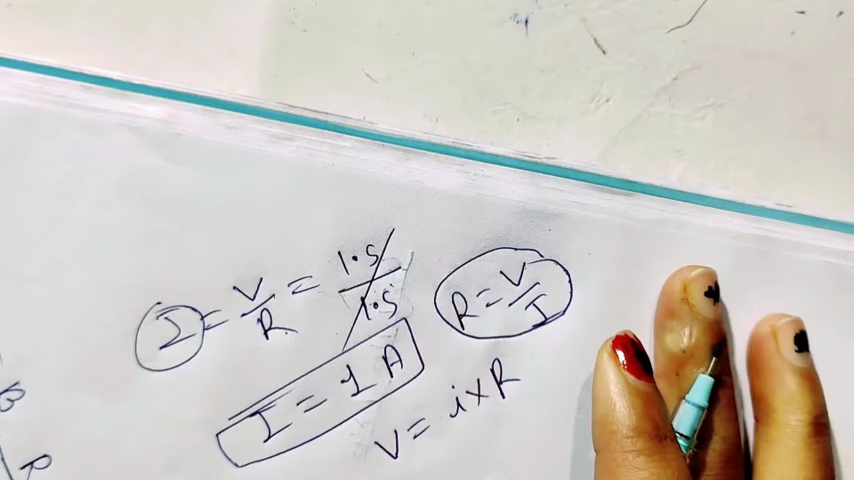 I = V/R = 1.5/1.5
R = V/I
I = 1 A
V = i x R
B
R